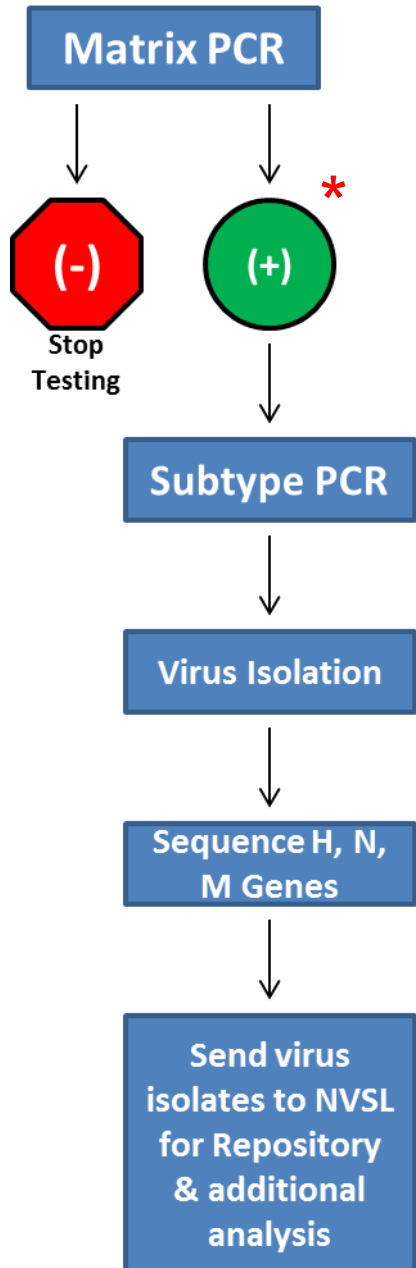 Matrix PCR
*
(-)
(+)
Stop
Testing
Subtype PCR
Virus Isolation
Sequence H, N,
M Genes
Send virus
isolates to NVSL
for Repository
& additional
analysis